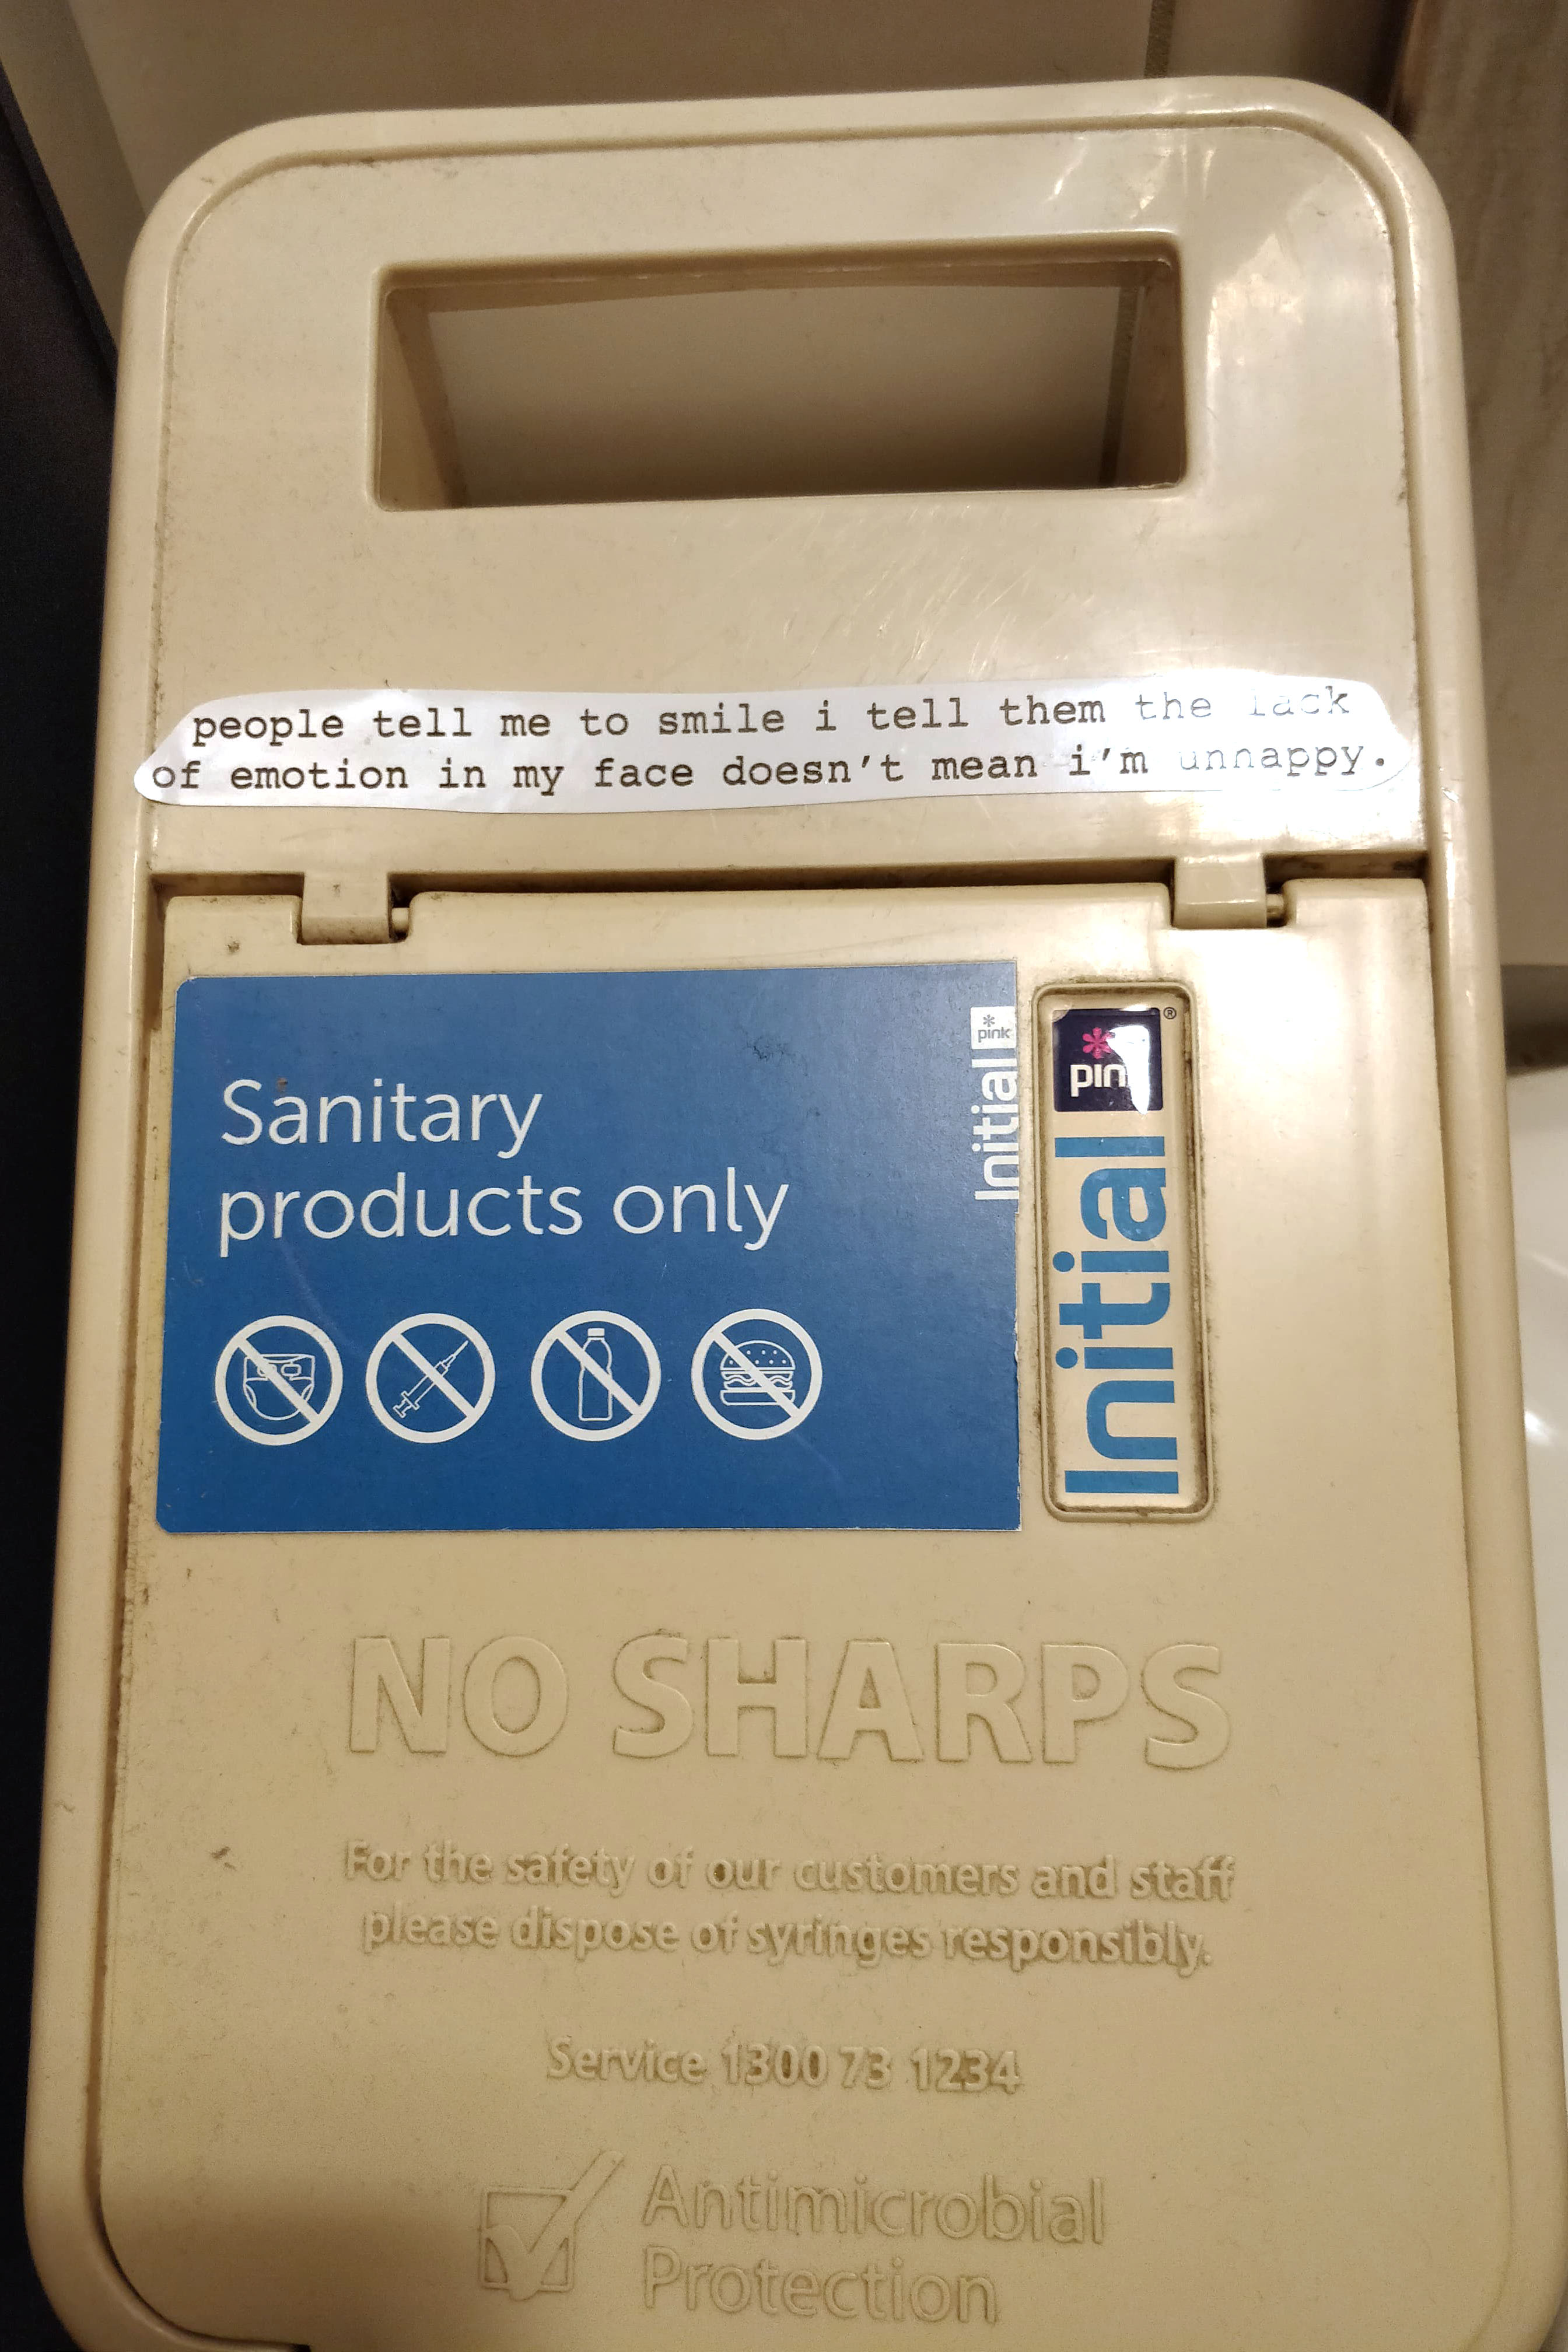 people tell me to smile i tell them the lack
of emotion in my face doesn't mean i'm unhappy.
Sanitary
products only
Initial
pink
Initial
pink
®
NO SHARPS
For the safety of our customers and staff
please dispose of syringes responsibly.
Service 1300 73 1234
Antimicrobial
Protection